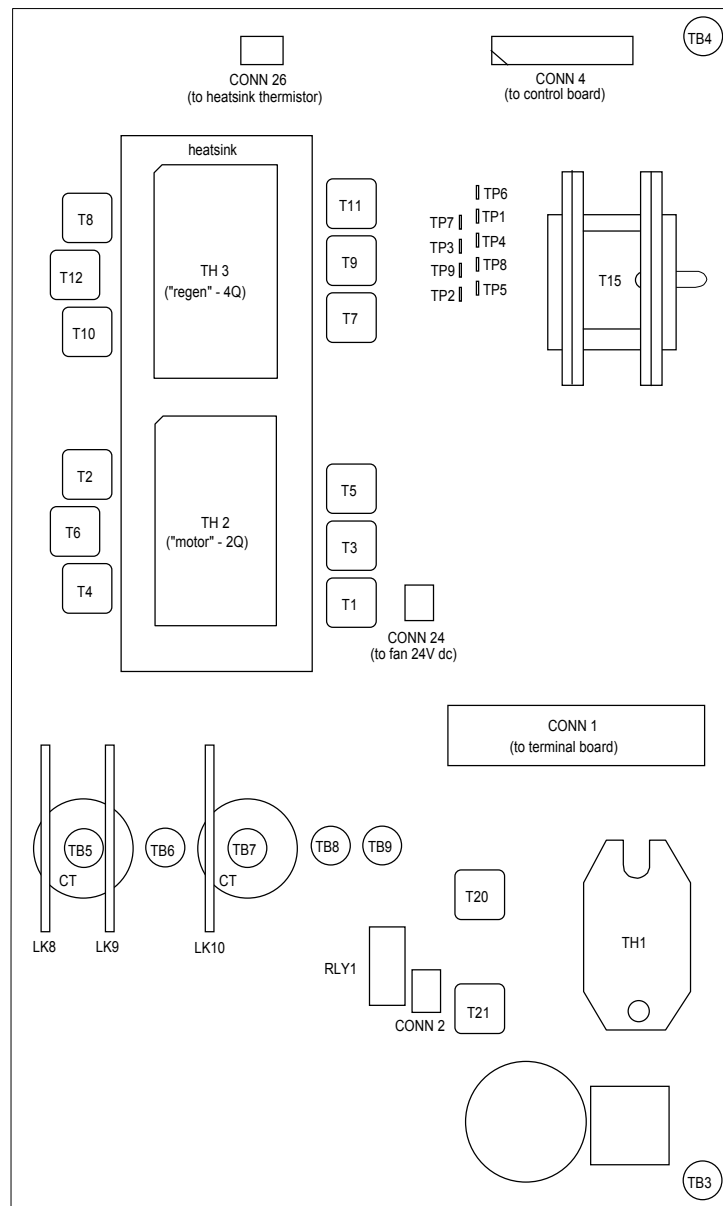 TB4
CONN 26
(to heatsink thermistor)
CONN 4
(to control board)
heatsink
T8
T12
T10
TH 3
("regen" - 4Q)
T11
T9
T7
TP6
TP7
TP1
TP3
TP4
TP9
TP8
TP2
TP5
T15
T2
T6
T4
TH 2
("motor" - 2Q)
T5
T3
T1
CONN 24
(to fan 24V dc)
CONN 1
(to terminal board)
TB5
CT
TB6
TB7
CT
TB8
TB9
LK8
LK9
LK10
T20
RLY1
TH1
T21
CONN 2
TB3